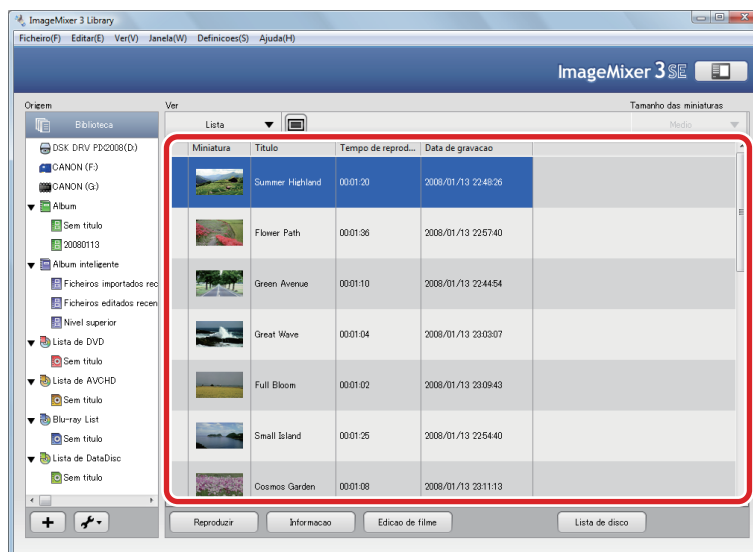 ImageMixer 3 Library
Ficheiro(F) Editar(E) Ver(V) Janela(W) Definicoes(S) Ajuda(H)
ImageMixer 3 SE
Origem
Biblioteca
DSK DRV PD2008(D:)
CANON (F:)
CANON (G:)
Album
Sem titulo
20080113
Album inteligente
Ficheiros importados rec
Ficheiros editados recen
Nivel superior
Lista de DVD
Sem titulo
Lista de AVCHD
Sem titulo
Blu-ray List
Sem titulo
Lista de DataDisc
Sem titulo
Ver
Lista
Tamanho das miniaturas
Medio
Miniatura Titulo Tempo de reprod... Data de gravacao
Summer Highland 00:01:20 2008/01/13 22:48:26
Flower Path 00:01:36 2008/01/13 22:57:40
Green Avenue 00:01:10 2008/01/13 22:44:54
Great Wave 00:01:04 2008/01/13 23:03:07
Full Bloom 00:01:02 2008/01/13 23:09:43
Small Island 00:01:25 2008/01/13 22:54:40
Cosmos Garden 00:01:08 2008/01/13 23:11:13
Reproduzir Informacao Edicao de filme Lista de disco